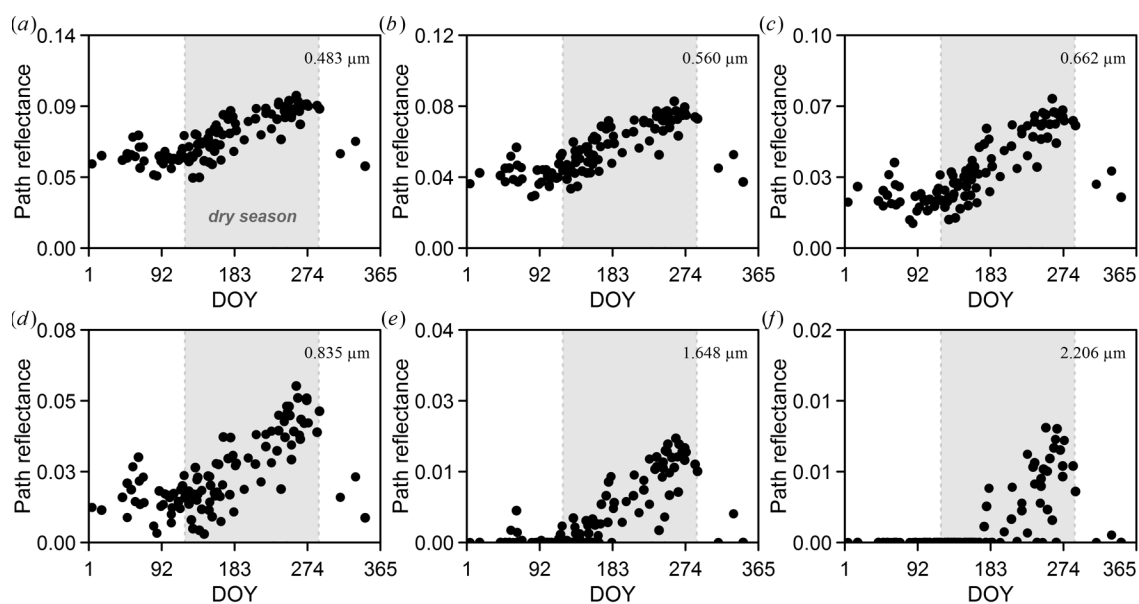 (a) (b) (c)
0.14 0.12 0.10
0.483 µm 0.560 µm 0.662 µm
0.09 0.08 0.07
Path reflectance Path reflectance Path reflectance
0.05 0.04 0.03
dry season
0.00 0.00 0.00
1 92 183 274 365 1 92 183 274 365 1 92 183 274 365
DOY DOY DOY
(d) (e) (f)
0.08 0.04 0.02
0.835 µm 1.648 µm 2.206 µm
0.05 0.03 0.01
Path reflectance Path reflectance Path reflectance
0.03 0.01 0.01
0.00 0.00 0.00
1 92 183 274 365 1 92 183 274 365 1 92 183 274 365
DOY DOY DOY